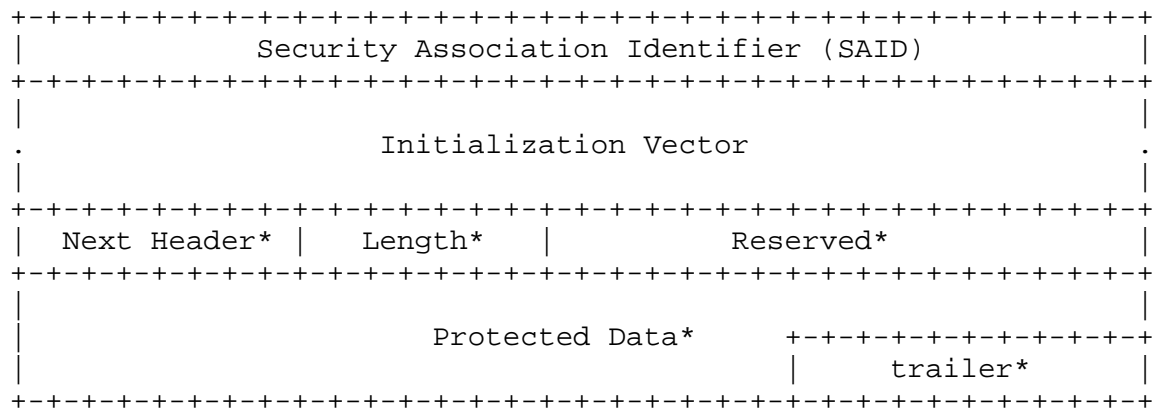 +-+-+-+-+-+-+-+-+-+-+-+-+-+-+-+-+-+-+-+-+-+-+-+-+-+-+-+-+-+-+-+-+
| Security Association Identifier (SAID) |
+-+-+-+-+-+-+-+-+-+-+-+-+-+-+-+-+-+-+-+-+-+-+-+-+-+-+-+-+-+-+-+-+
| |
. Initialization Vector .
| |
+-+-+-+-+-+-+-+-+-+-+-+-+-+-+-+-+-+-+-+-+-+-+-+-+-+-+-+-+-+-+-+-+
| Next Header* | Length* | Reserved* |
+-+-+-+-+-+-+-+-+-+-+-+-+-+-+-+-+-+-+-+-+-+-+-+-+-+-+-+-+-+-+-+-+
| |
| Protected Data* +-+-+-+-+-+-+-+-+-+-+
| | trailer* |
+-+-+-+-+-+-+-+-+-+-+-+-+-+-+-+-+-+-+-+-+-+-+-+-+-+-+-+-+-+-+-+-+